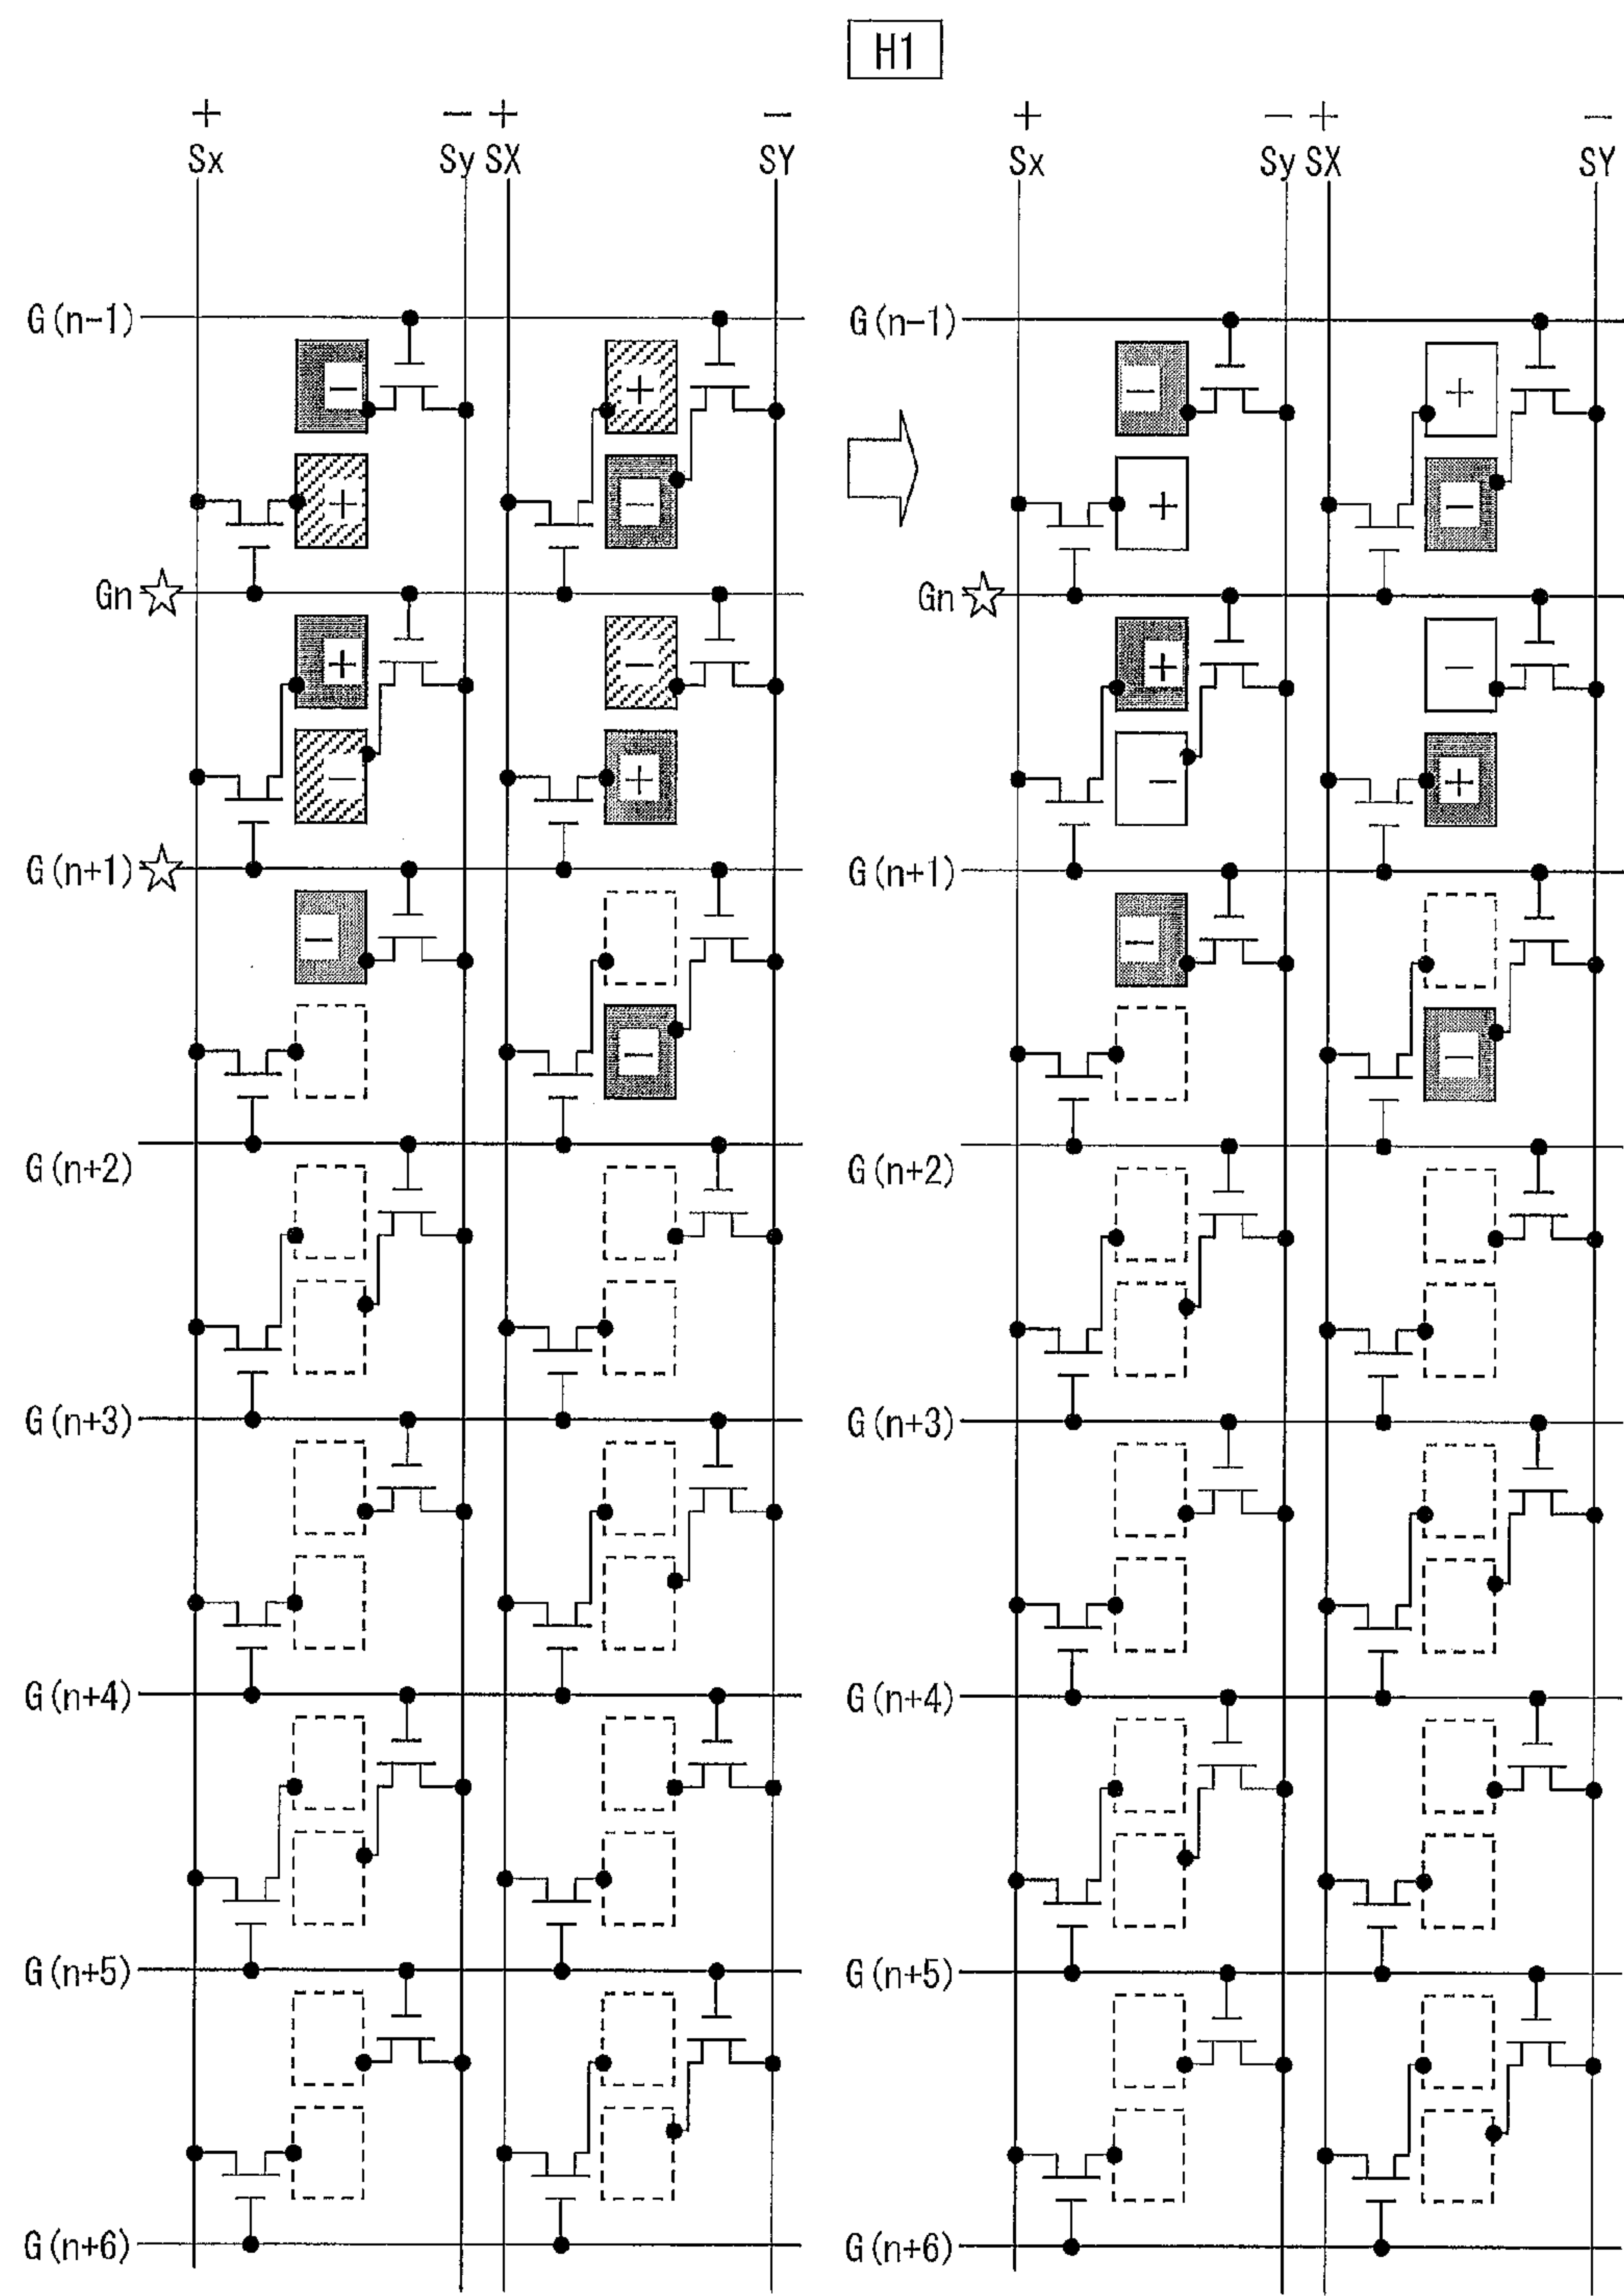 H1
+ − + − + − + −
Sx Sy SX SY Sx Sy SX SY
G(n-1) G(n-1)
− + − +
+ − + −
Gn ☆ Gn ☆
+ − + −
− + − +
G(n+1) ☆ G(n+1)
− −
− −
G(n+2) G(n+2)
G(n+3) G(n+3)
G(n+4) G(n+4)
G(n+5) G(n+5)
G(n+6) G(n+6)